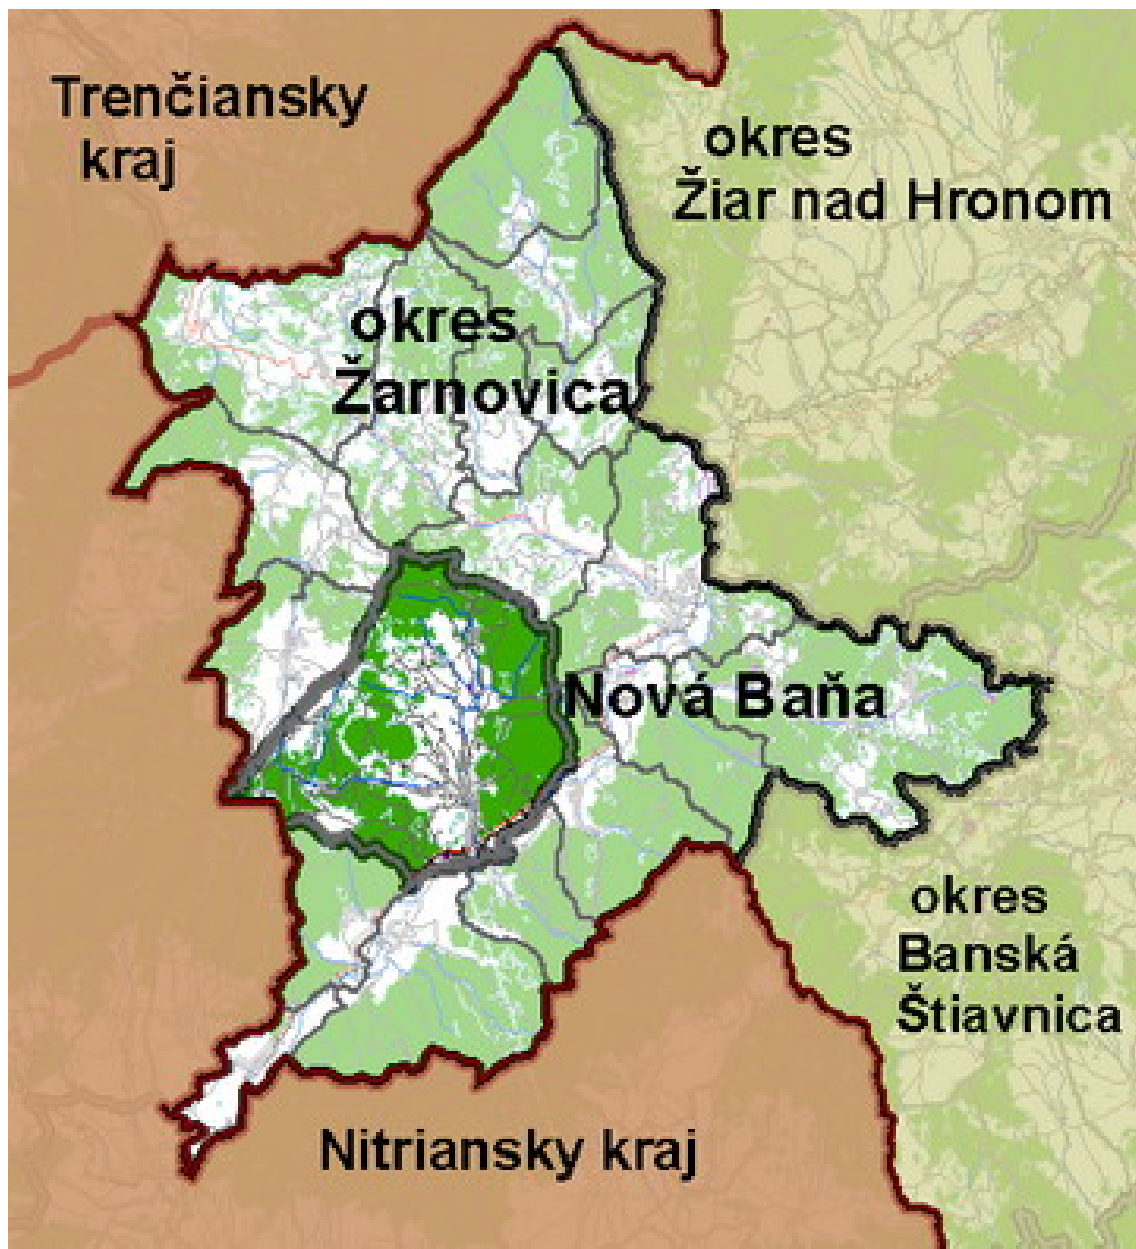 Trenčiansky
kraj
okres
Žiar nad Hronom
okres
Žarnovica
Nová Baňa
okres
Banská
Štiavnica
Nitriansky kraj